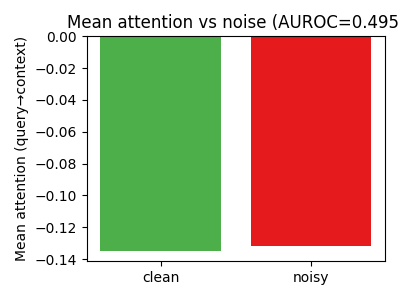 Mean attention vs noise (AUROC=0.495
Mean attention (query→context)
0.00
−0.02
−0.04
−0.06
−0.08
−0.10
−0.12
−0.14
clean
noisy